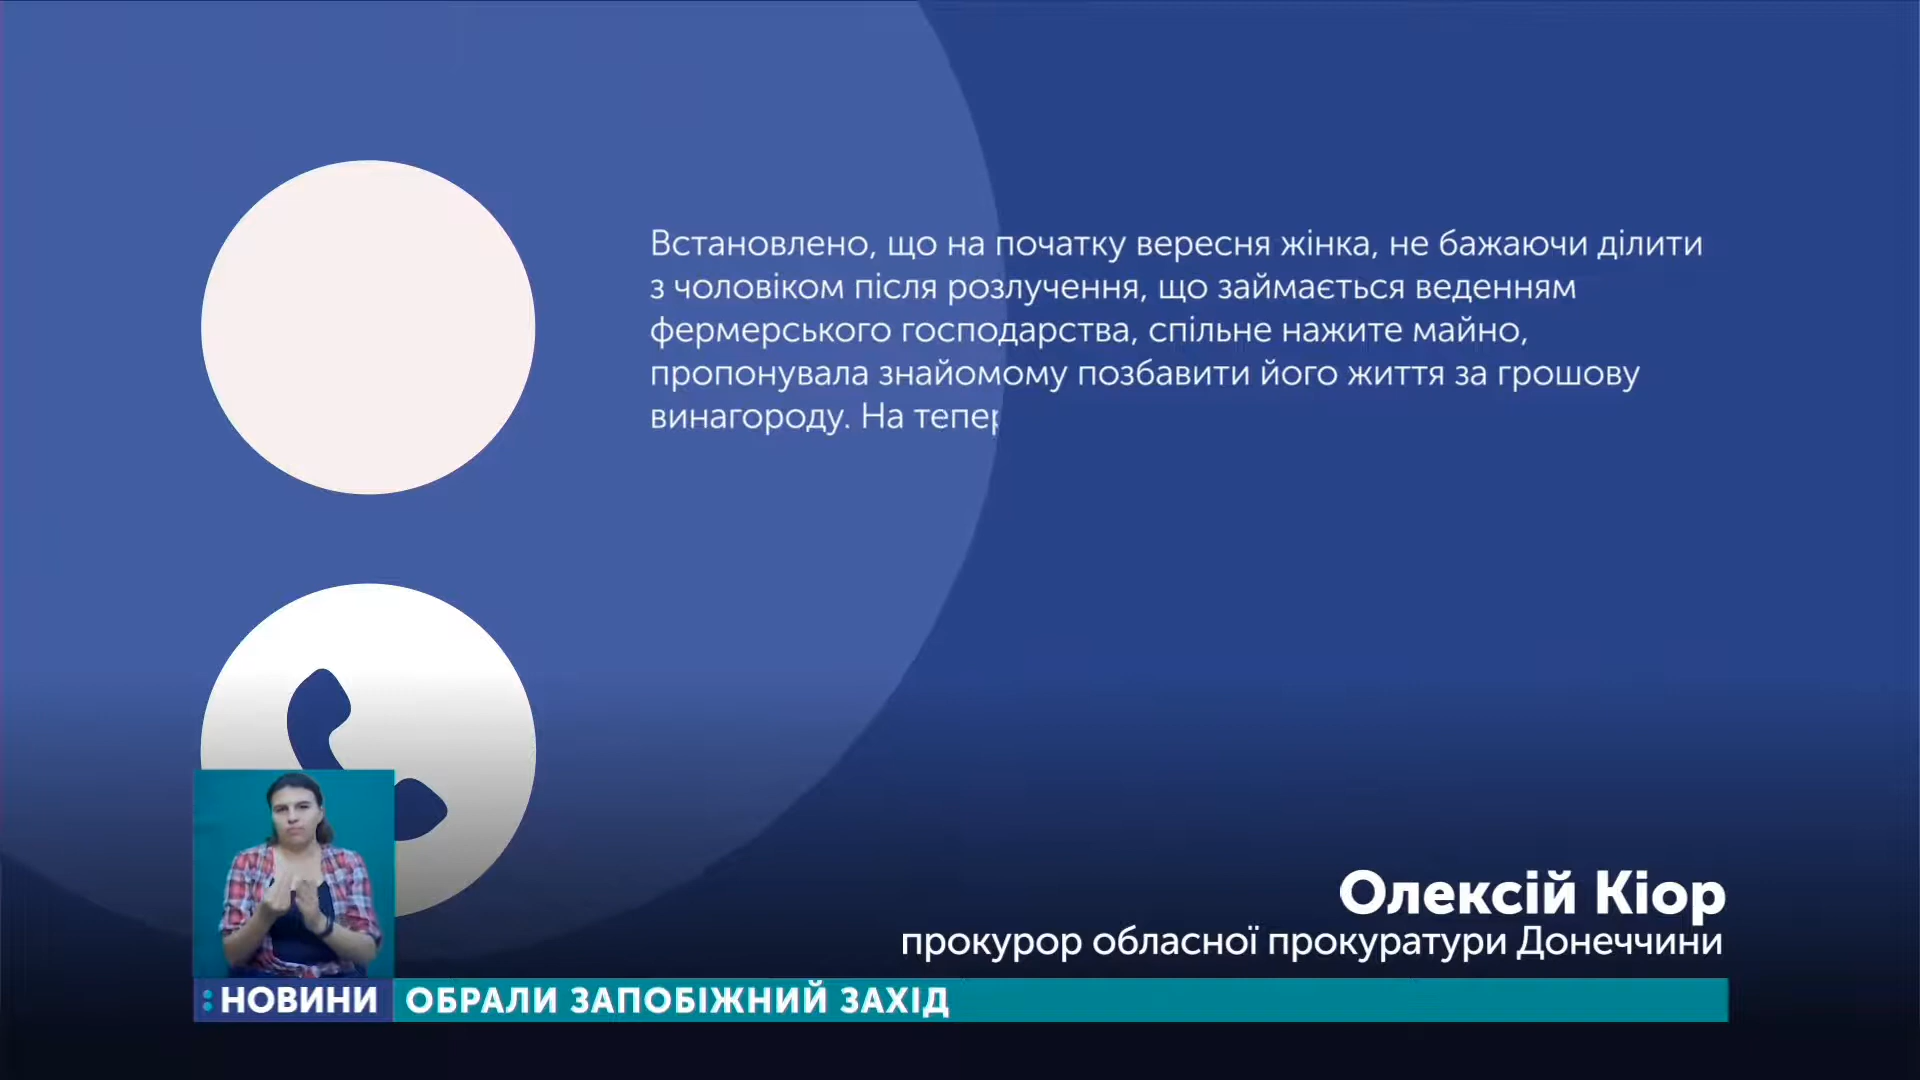 Встановлено, що на початку вересня жінка, не бажаючи ділити
з чоловіком після розлучення, що займається веденням
фермерського господарства, спільне нажите майно,
пропонувала знайомому позбавити його життя за грошову
винагороду. На тепер
Олексій Кіор
прокурор обласної прокуратури Донеччини
:НОВИНИ ОБРАЛИ ЗАПОБІЖНИЙ ЗАХІД